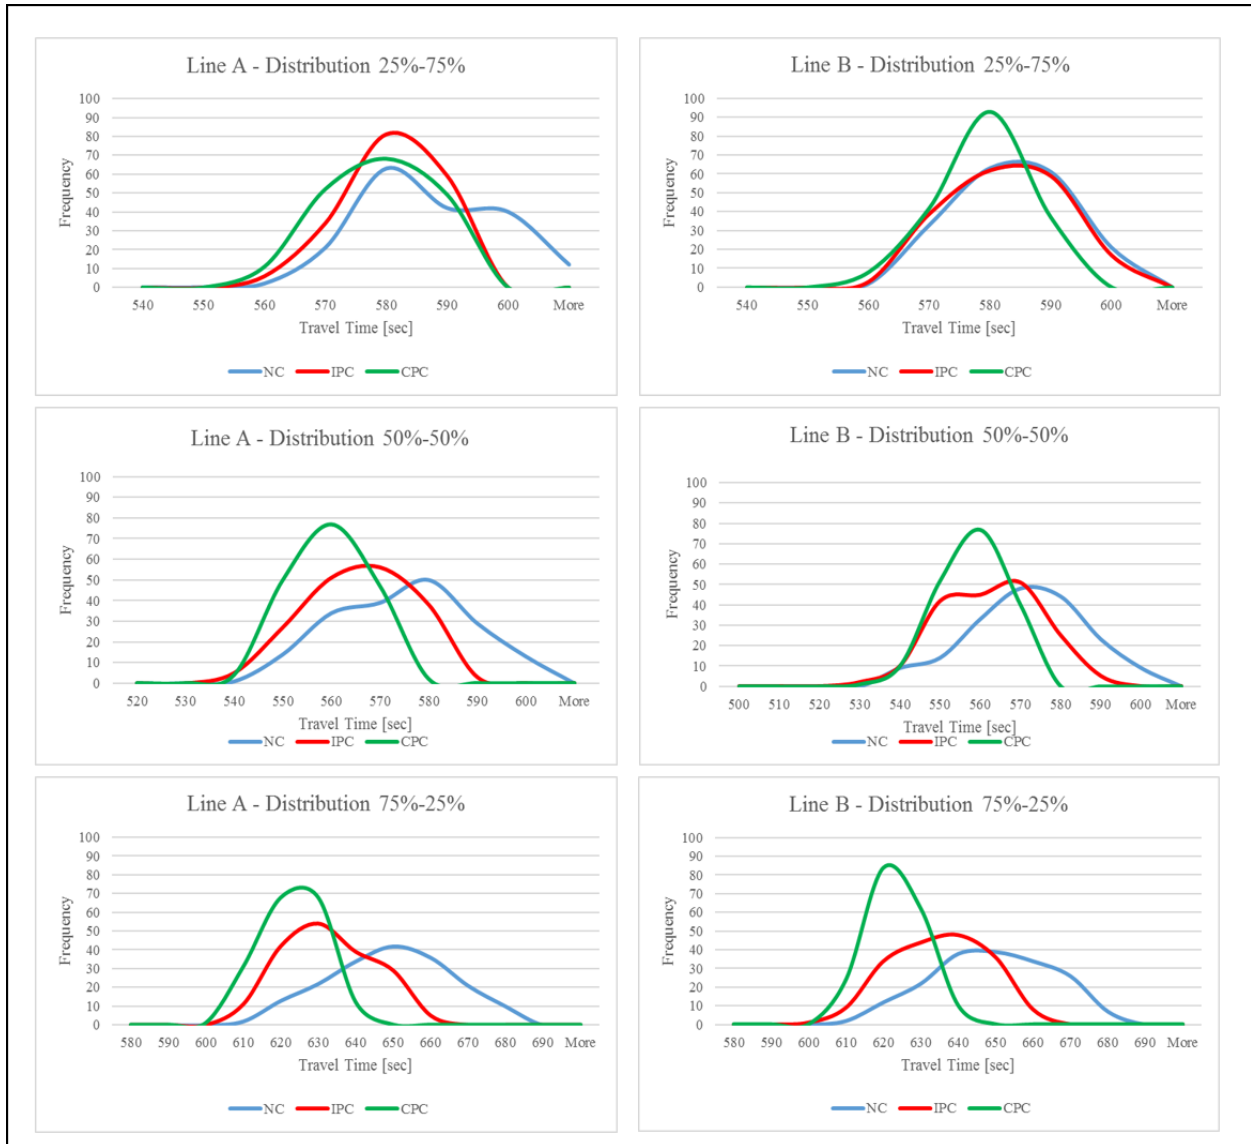 Line A - Distribution 25%-75%
100
90
80
70
60
50
40
30
20
10
0
Frequency
540 550 560 570 580 590 600 More
Travel Time [sec]
NC IPC CPC
Line B - Distribution 25%-75%
100
90
80
70
60
50
40
30
20
10
0
Frequency
540 550 560 570 580 590 600 More
Travel Time [sec]
NC IPC CPC
Line A - Distribution 50%-50%
100
90
80
70
60
50
40
30
20
10
0
Frequency
520 530 540 550 560 570 580 590 600 More
Travel Time [sec]
NC IPC CPC
Line B - Distribution 50%-50%
100
90
80
70
60
50
40
30
20
10
0
Frequency
500 510 520 530 540 550 560 570 580 590 600 More
Travel Time [sec]
NC IPC CPC
Line A - Distribution 75%-25%
100
90
80
70
60
50
40
30
20
10
0
Frequency
580 590 600 610 620 630 640 650 660 670 680 690 More
Travel Time [sec]
NC IPC CPC
Line B - Distribution 75%-25%
100
90
80
70
60
50
40
30
20
10
0
Frequency
580 590 600 610 620 630 640 650 660 670 680 690 More
Travel Time [sec]
NC IPC CPC